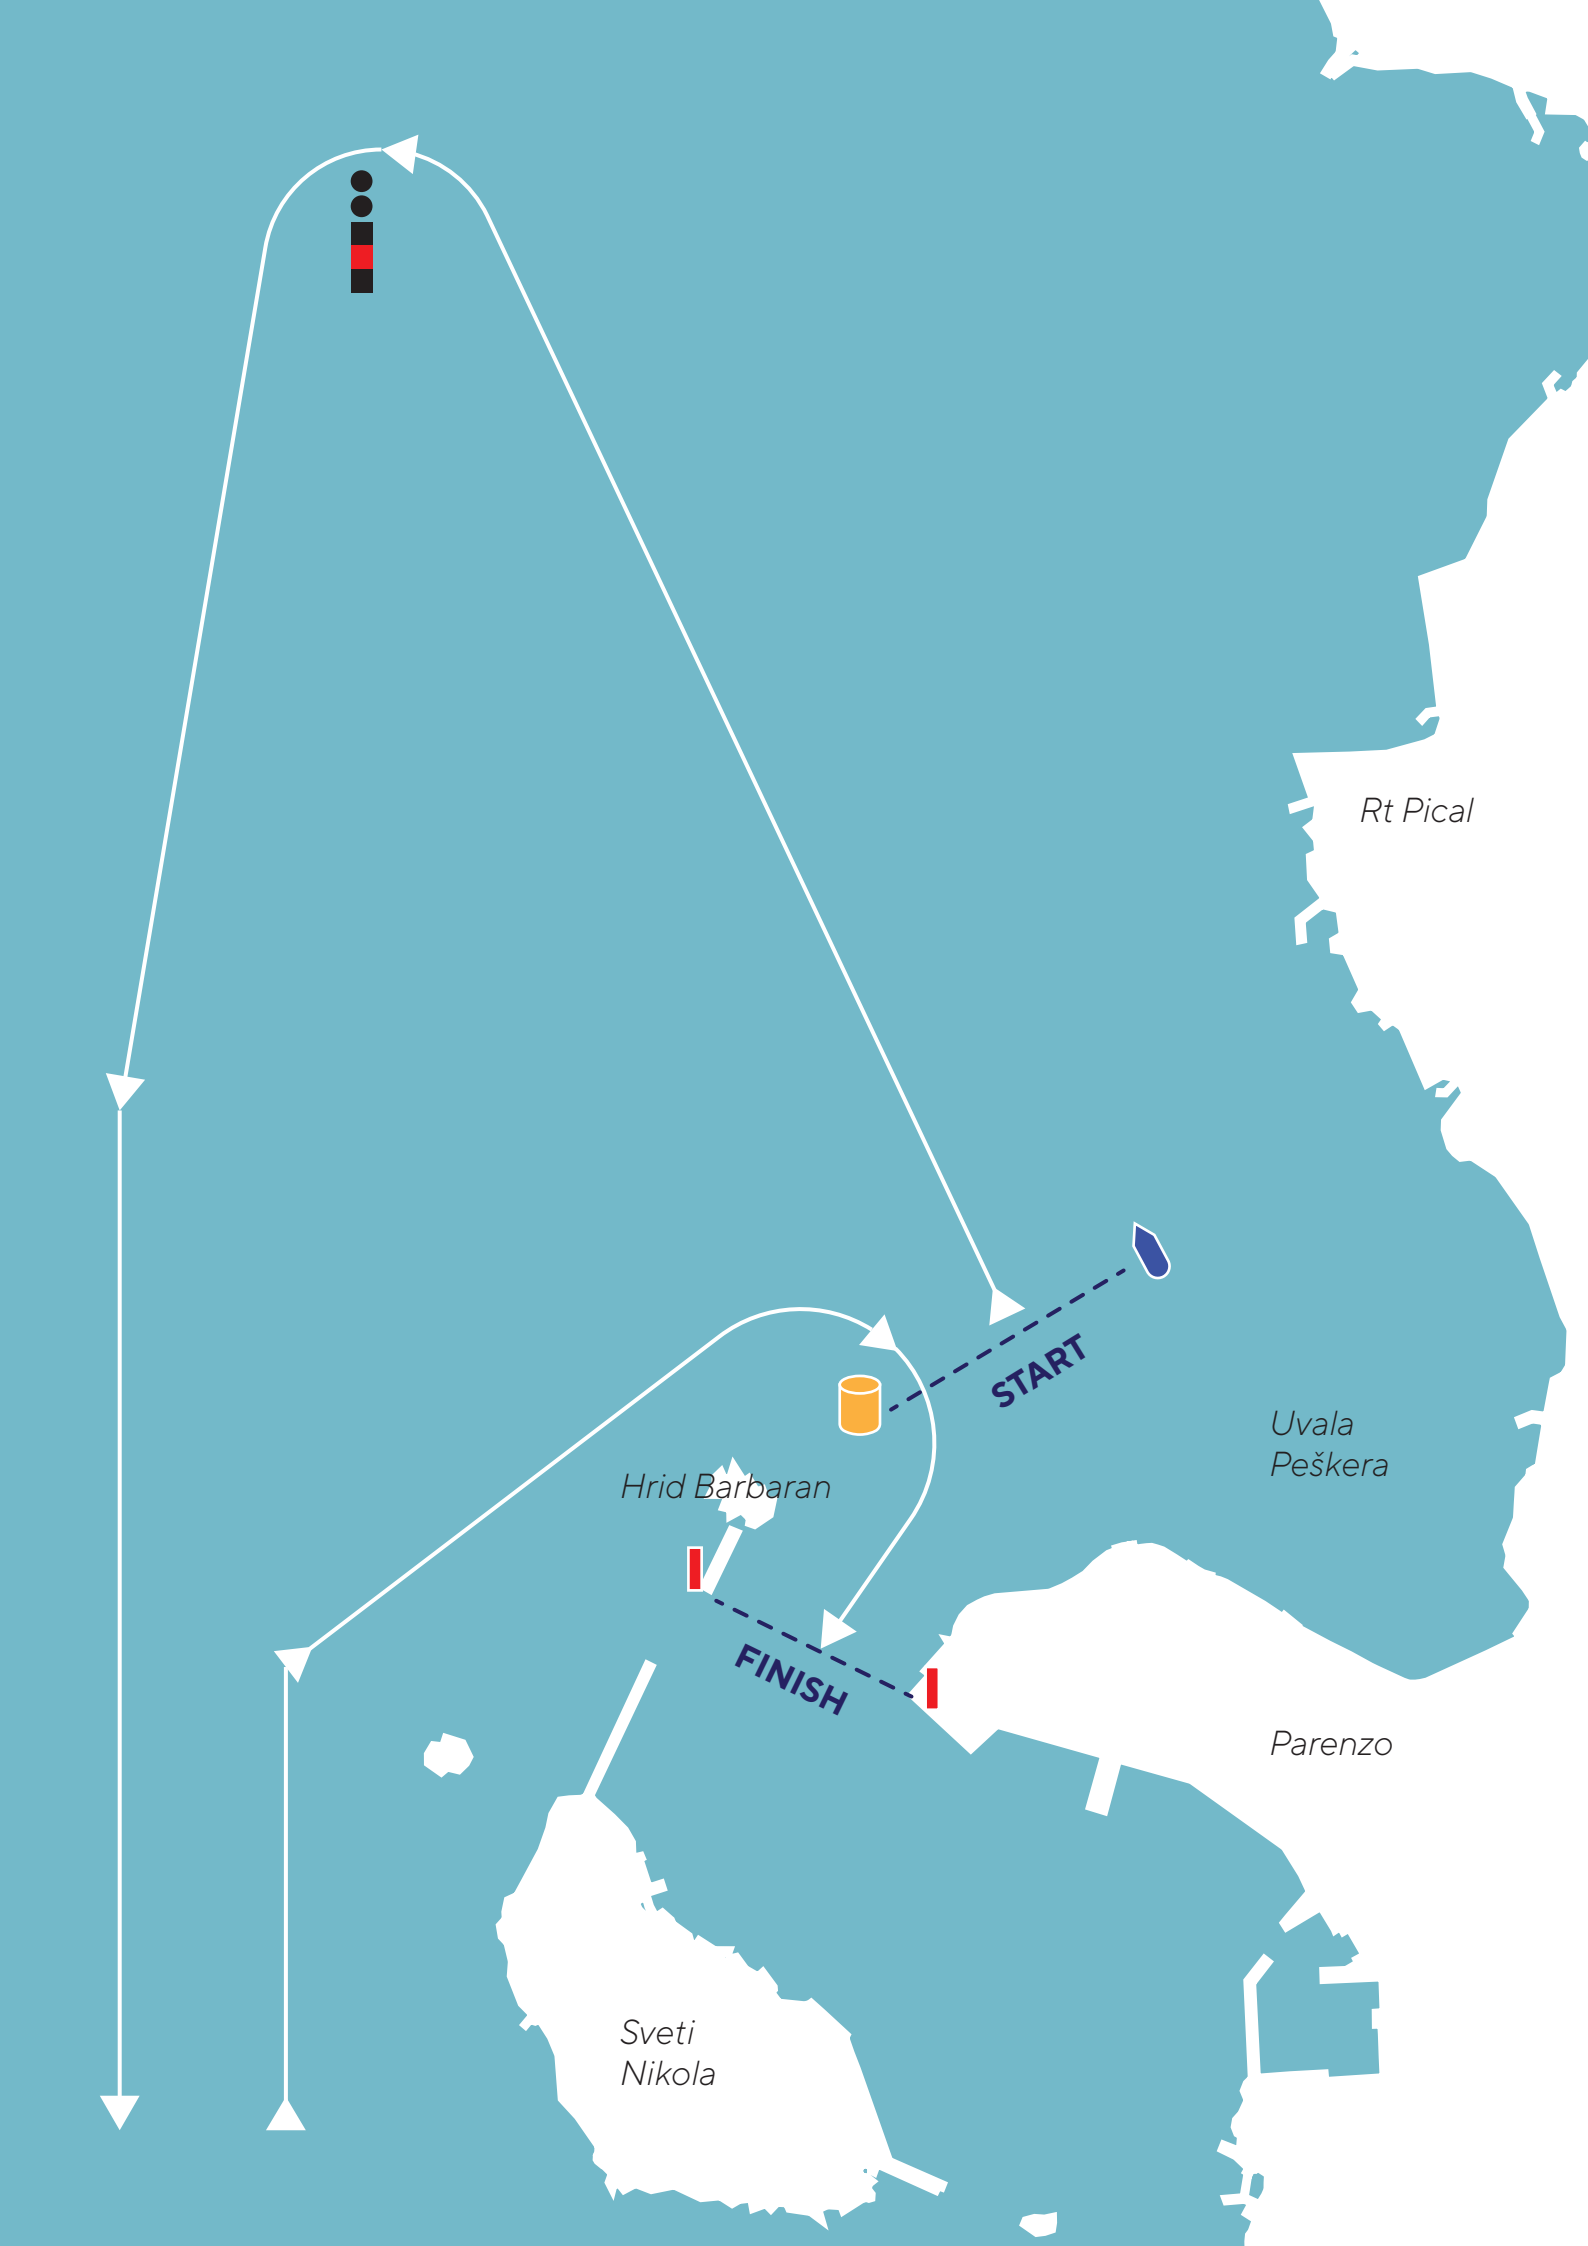 Rt Pical
START
Uvala
Peškera
Hrid Barbaran
FINISH
Parenzo
Sveti
Nikola